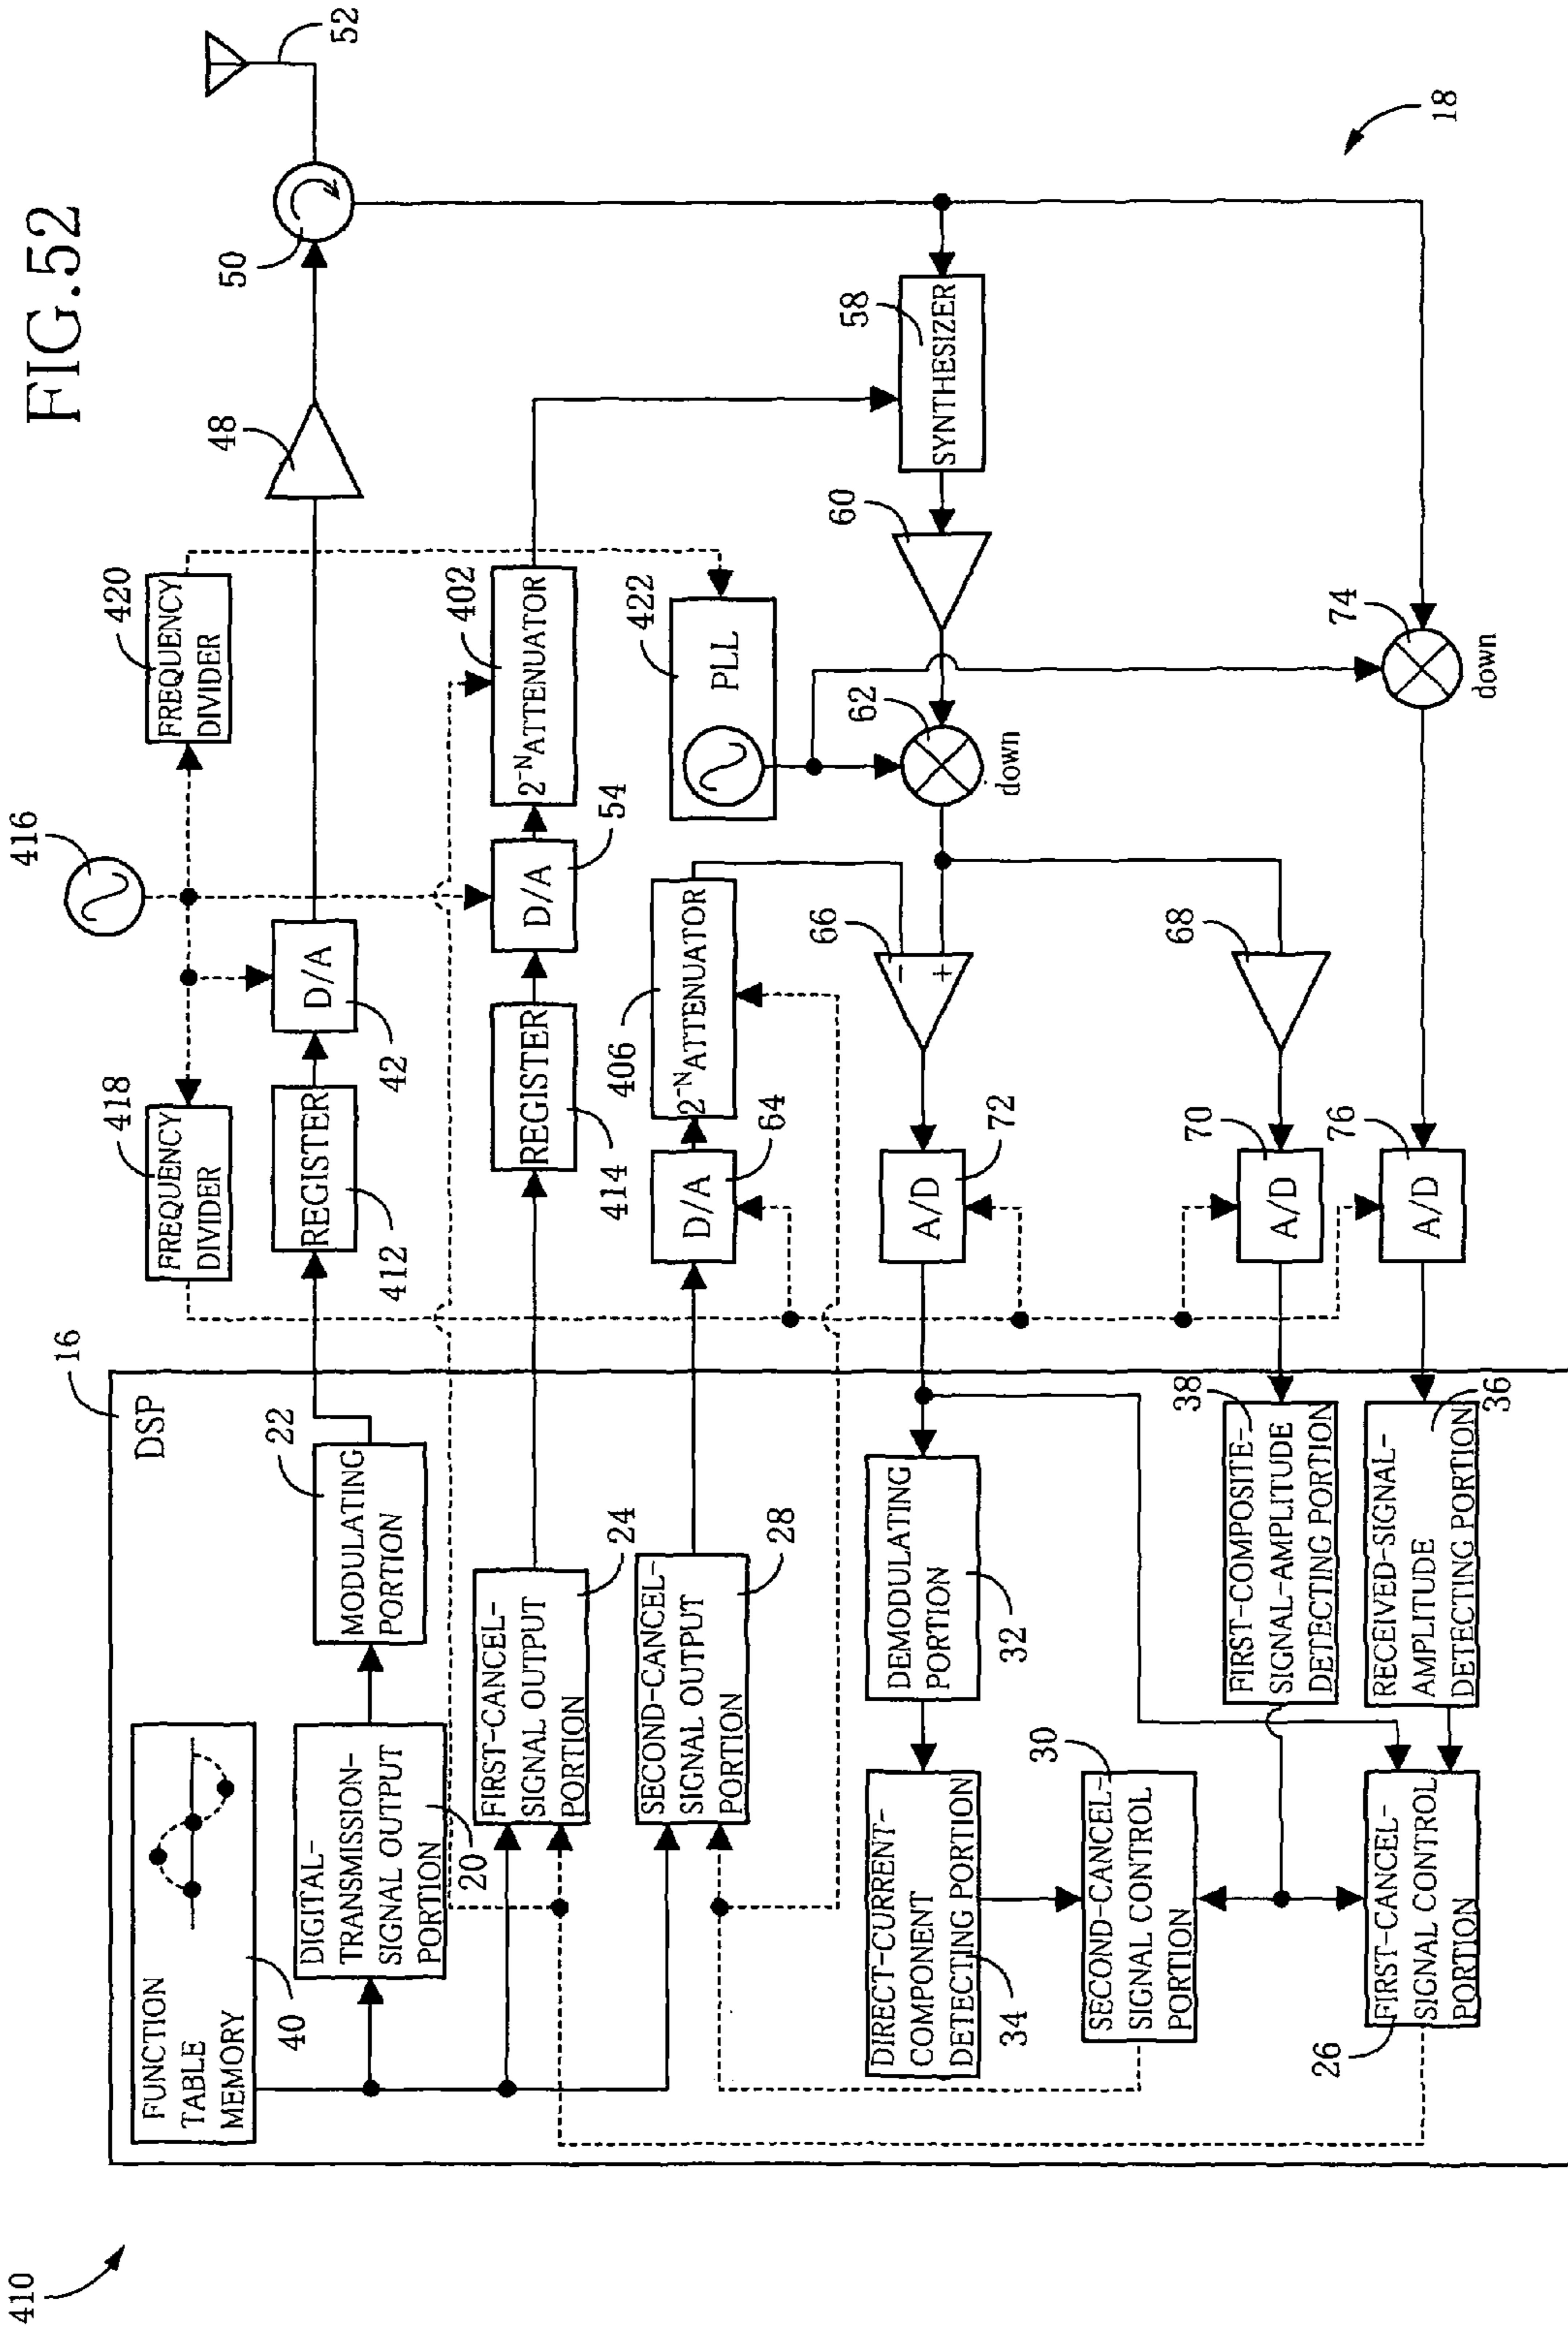 FIG.52
410
18
16
DSP
FUNCTION
TABLE
MEMORY
40
DIGITAL-
TRANSMISSION-
SIGNAL OUTPUT
PORTION
20
MODULATING
PORTION
22
FREQUENCY
DIVIDER
418
416
FREQUENCY
DIVIDER
420
REGISTER
412
D/A
42
48
50
52
FIRST-CANCEL-
SIGNAL OUTPUT
PORTION
24
REGISTER
414
D/A
54
2-NATTENUATOR
402
SECOND-CANCEL-
SIGNAL OUTPUT
PORTION
28
D/A
64
2-NATTENUATOR
406
PLL
422
DIRECT-CURRENT-
COMPONENT
DETECTING PORTION
34
DEMODULATING
PORTION
32
A/D
72
-
+
66
62
down
60
SYNTHESIZER
58
SECOND-CANCEL-
SIGNAL CONTROL
PORTION
30
FIRST-COMPOSITE-
SIGNAL-AMPLITUDE
DETECTING PORTION
38
A/D
70
68
FIRST-CANCEL-
SIGNAL CONTROL
PORTION
26
RECEIVED-SIGNAL-
AMPLITUDE
DETECTING PORTION
36
A/D
76
74
down